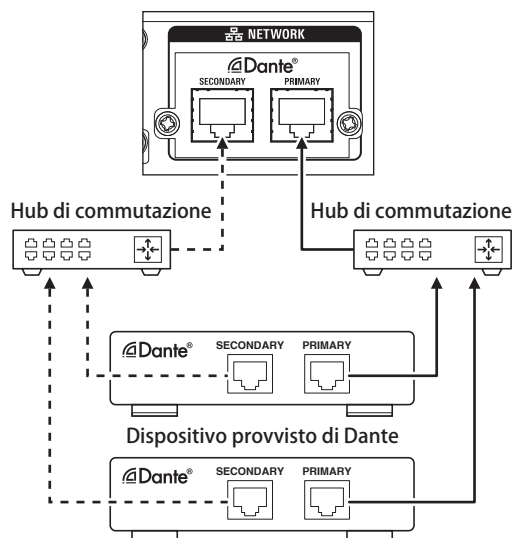 NETWORK
Dante®
SECONDARY PRIMARY
Hub di commutazione Hub di commutazione
Dante® SECONDARY PRIMARY
Dispositivo provvisto di Dante
Dante® SECONDARY PRIMARY